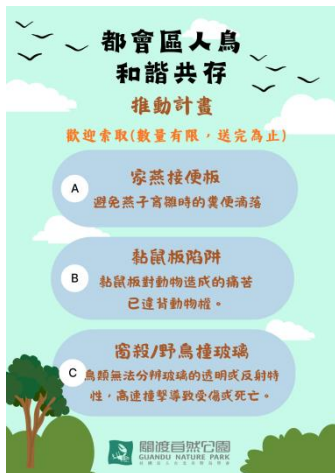 都會區人鳥
和諧共存
推動計畫
歡迎索取(數量有限，送完為止)
A
家燕接便板
避免燕子育雛時的糞便滴落
B
黏鼠板陷阱
黏鼠板對動物造成的痛苦
已違背動物權。
C
窗殺/野鳥撞玻璃
鳥類無法分辨玻璃的透明或反射特
性，高速撞擊導致受傷或死亡。
關渡自然公園
GUANDU NATURE PARK